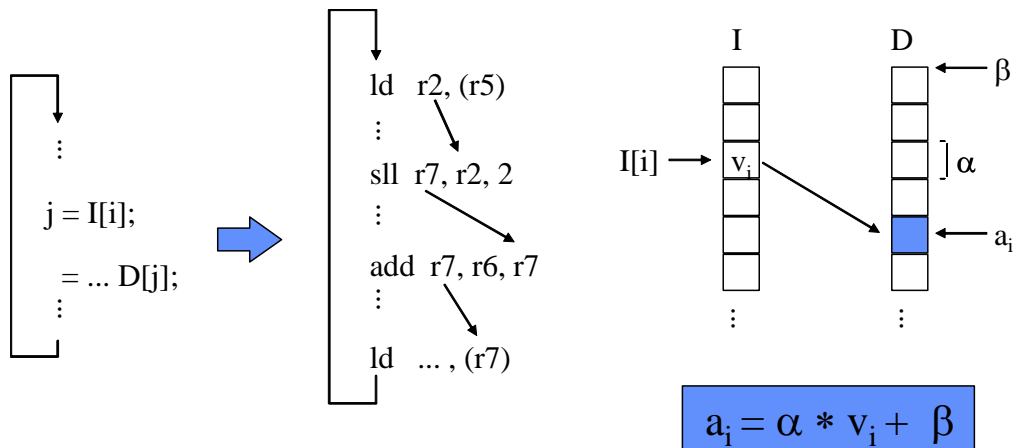 ⋮
j = I[i];
= ... D[j];
⋮
ld r2, (r5)
⋮
sll r7, r2, 2
⋮
add r7, r6, r7
⋮
ld ... , (r7)
I D
β
I[i] vᵢ α
aᵢ
⋮ ⋮
aᵢ = α * vᵢ + β